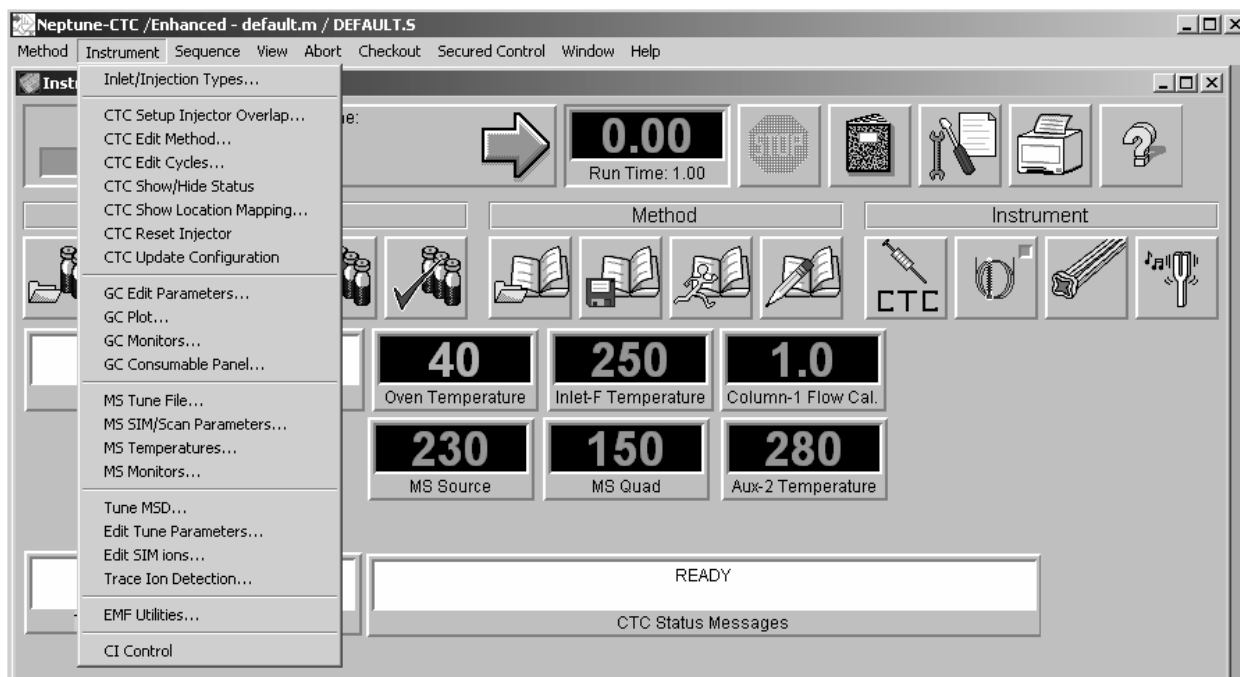 Neptune-CTC /Enhanced - default.m / DEFAULT.S
Method Instrument Sequence View Abort Checkout Secured Control Window Help
Inlet/Injection Types...
CTC Setup Injector Overlap...
CTC Edit Method...
CTC Edit Cycles...
CTC Show/Hide Status
CTC Show Location Mapping...
CTC Reset Injector
CTC Update Configuration
GC Edit Parameters...
GC Plot...
GC Monitors...
GC Consumable Panel...
MS Tune File...
MS SIM/Scan Parameters...
MS Temperatures...
MS Monitors...
Tune MSD...
Edit Tune Parameters...
Edit SIM ions...
Trace Ion Detection...
EMF Utilities...
CI Control
0.00
Run Time: 1.00
STOP
Method
Instrument
CTC
40
Oven Temperature
250
Inlet-F Temperature
1.0
Column-1 Flow Cal.
230
MS Source
150
MS Quad
280
Aux-2 Temperature
READY
CTC Status Messages